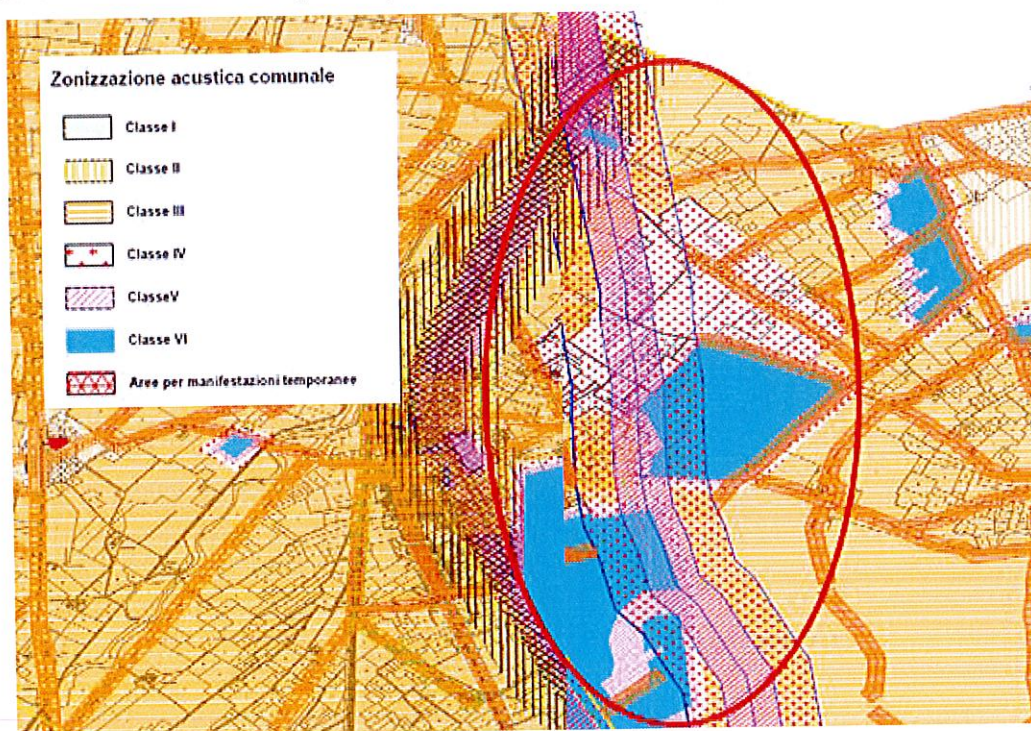 Zonizzazione acustica comunale
Classe I
Classe II
Classe III
Classe IV
ClasseV
Classe VI
Aree per manifestazioni temporanee